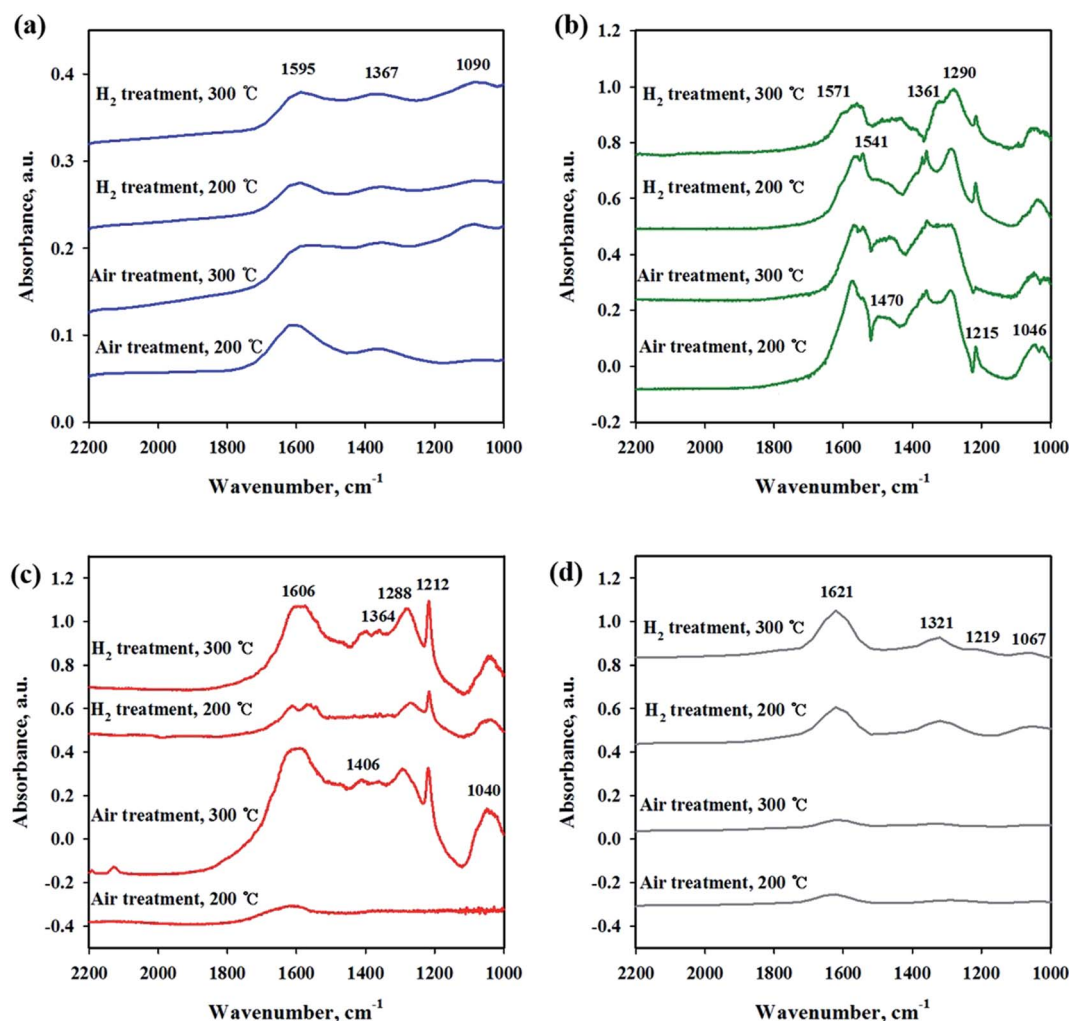 (a)
Absorbance, a.u.
0.4
0.3
0.2
0.1
0.0
1595
1367
1090
H₂ treatment, 300 ℃
H₂ treatment, 200 ℃
Air treatment, 300 ℃
Air treatment, 200 ℃
2200 2000 1800 1600 1400 1200 1000
Wavenumber, cm⁻¹
(b)
Absorbance, a.u.
1.2
1.0
0.8
0.6
0.4
0.2
0.0
-0.2
1290
1571
1361
1541
1470
1215
1046
H₂ treatment, 300 ℃
H₂ treatment, 200 ℃
Air treatment, 300 ℃
Air treatment, 200 ℃
2200 2000 1800 1600 1400 1200 1000
Wavenumber, cm⁻¹
(c)
Absorbance, a.u.
1.2
1.0
0.8
0.6
0.4
0.2
0.0
-0.2
-0.4
1606
1288
1212
1364
1406
1040
H₂ treatment, 300 ℃
H₂ treatment, 200 ℃
Air treatment, 300 ℃
Air treatment, 200 ℃
2200 2000 1800 1600 1400 1200 1000
Wavenumber, cm⁻¹
(d)
Absorbance, a.u.
1.2
1.0
0.8
0.6
0.4
0.2
0.0
-0.2
-0.4
1621
1321
1219
1067
H₂ treatment, 300 ℃
H₂ treatment, 200 ℃
Air treatment, 300 ℃
Air treatment, 200 ℃
2200 2000 1800 1600 1400 1200 1000
Wavenumber, cm⁻¹